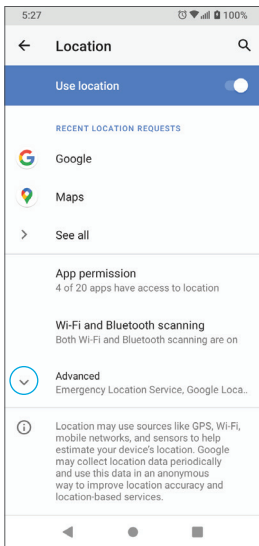 5:27 100%
Location
Use location
RECENT LOCATION REQUESTS
Google
Maps
See all
App permission
4 of 20 apps have access to location
Wi-Fi and Bluetooth scanning
Both Wi-Fi and Bluetooth scanning are on
Advanced
Emergency Location Service, Google Loca..
Location may use sources like GPS, Wi-Fi,
mobile networks, and sensors to help
estimate your device's location. Google
may collect location data periodically
and use this data in an anonymous
way to improve location accuracy and
location-based services.